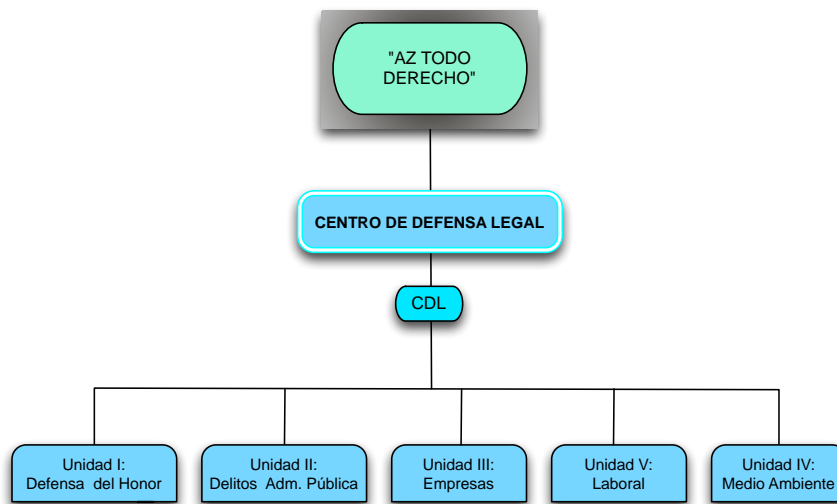 "AZ TODO
DERECHO"
CENTRO DE DEFENSA LEGAL
CDL
Unidad I:
Defensa del Honor
Unidad II:
Delitos Adm. Pública
Unidad III:
Empresas
Unidad V:
Laboral
Unidad IV:
Medio Ambiente